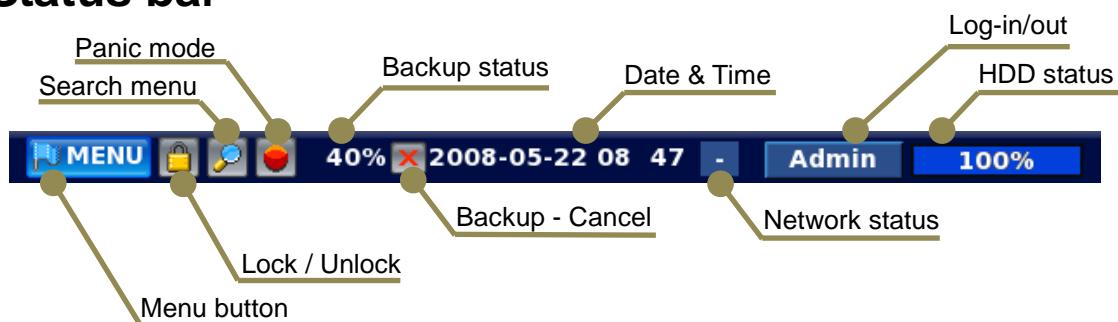 Status bar
Log-in/out
Panic mode
Backup status
Date & Time
HDD status
Search menu
MENU
40%
2008-05-22 08 47
-
Admin
100%
Backup - Cancel
Network status
Lock / Unlock
Menu button